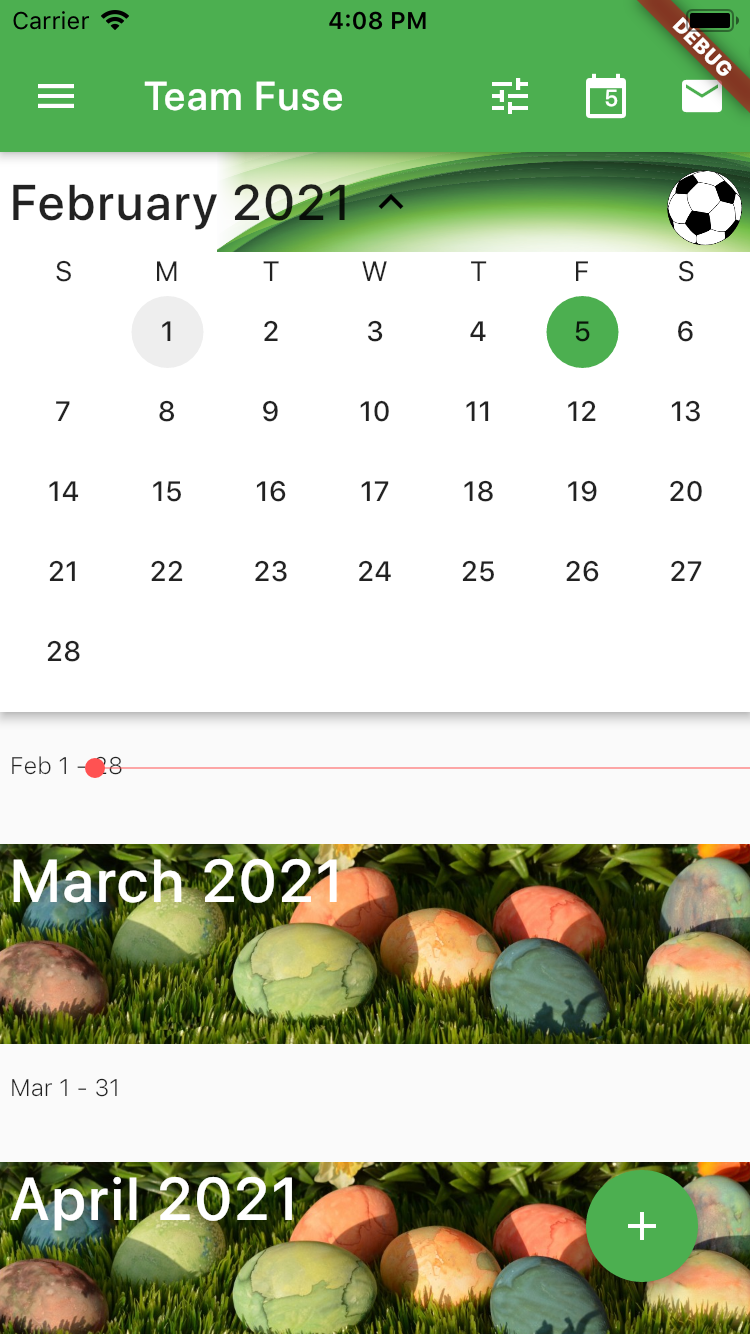 Carrier 4:08 PM
DEBUG
Team Fuse 5
February 2021
S M T W T F S
1 2 3 4 5 6
7 8 9 10 11 12 13
14 15 16 17 18 19 20
21 22 23 24 25 26 27
28
Feb 1 - 28
March 2021
Mar 1 - 31
April 2021